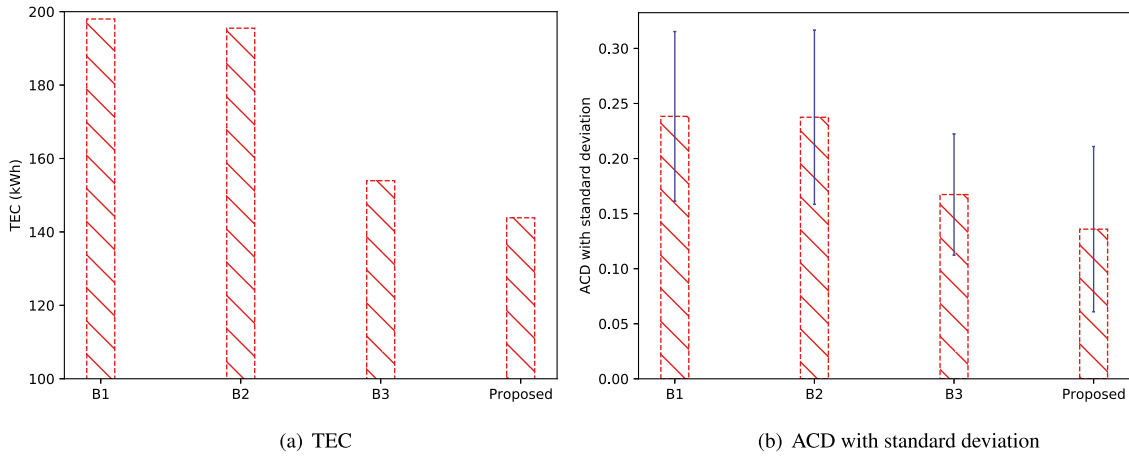 200
180
160
140
120
100
TEC (kWh)
B1 B2 B3 Proposed
(a) TEC
0.30
0.25
0.20
0.15
0.10
0.05
0.00
ACD with standard deviation
B1 B2 B3 Proposed
(b) ACD with standard deviation